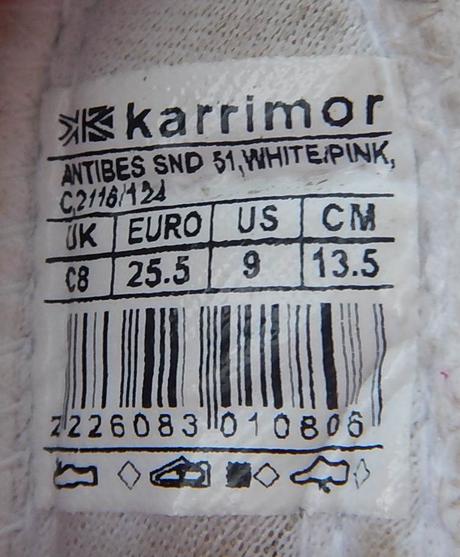 karrimor
ANTIBES SND 51,WHITE/PINK,
C,2116/124
UK EURO US CM
C8 25.5 9 13.5
2226083 010806